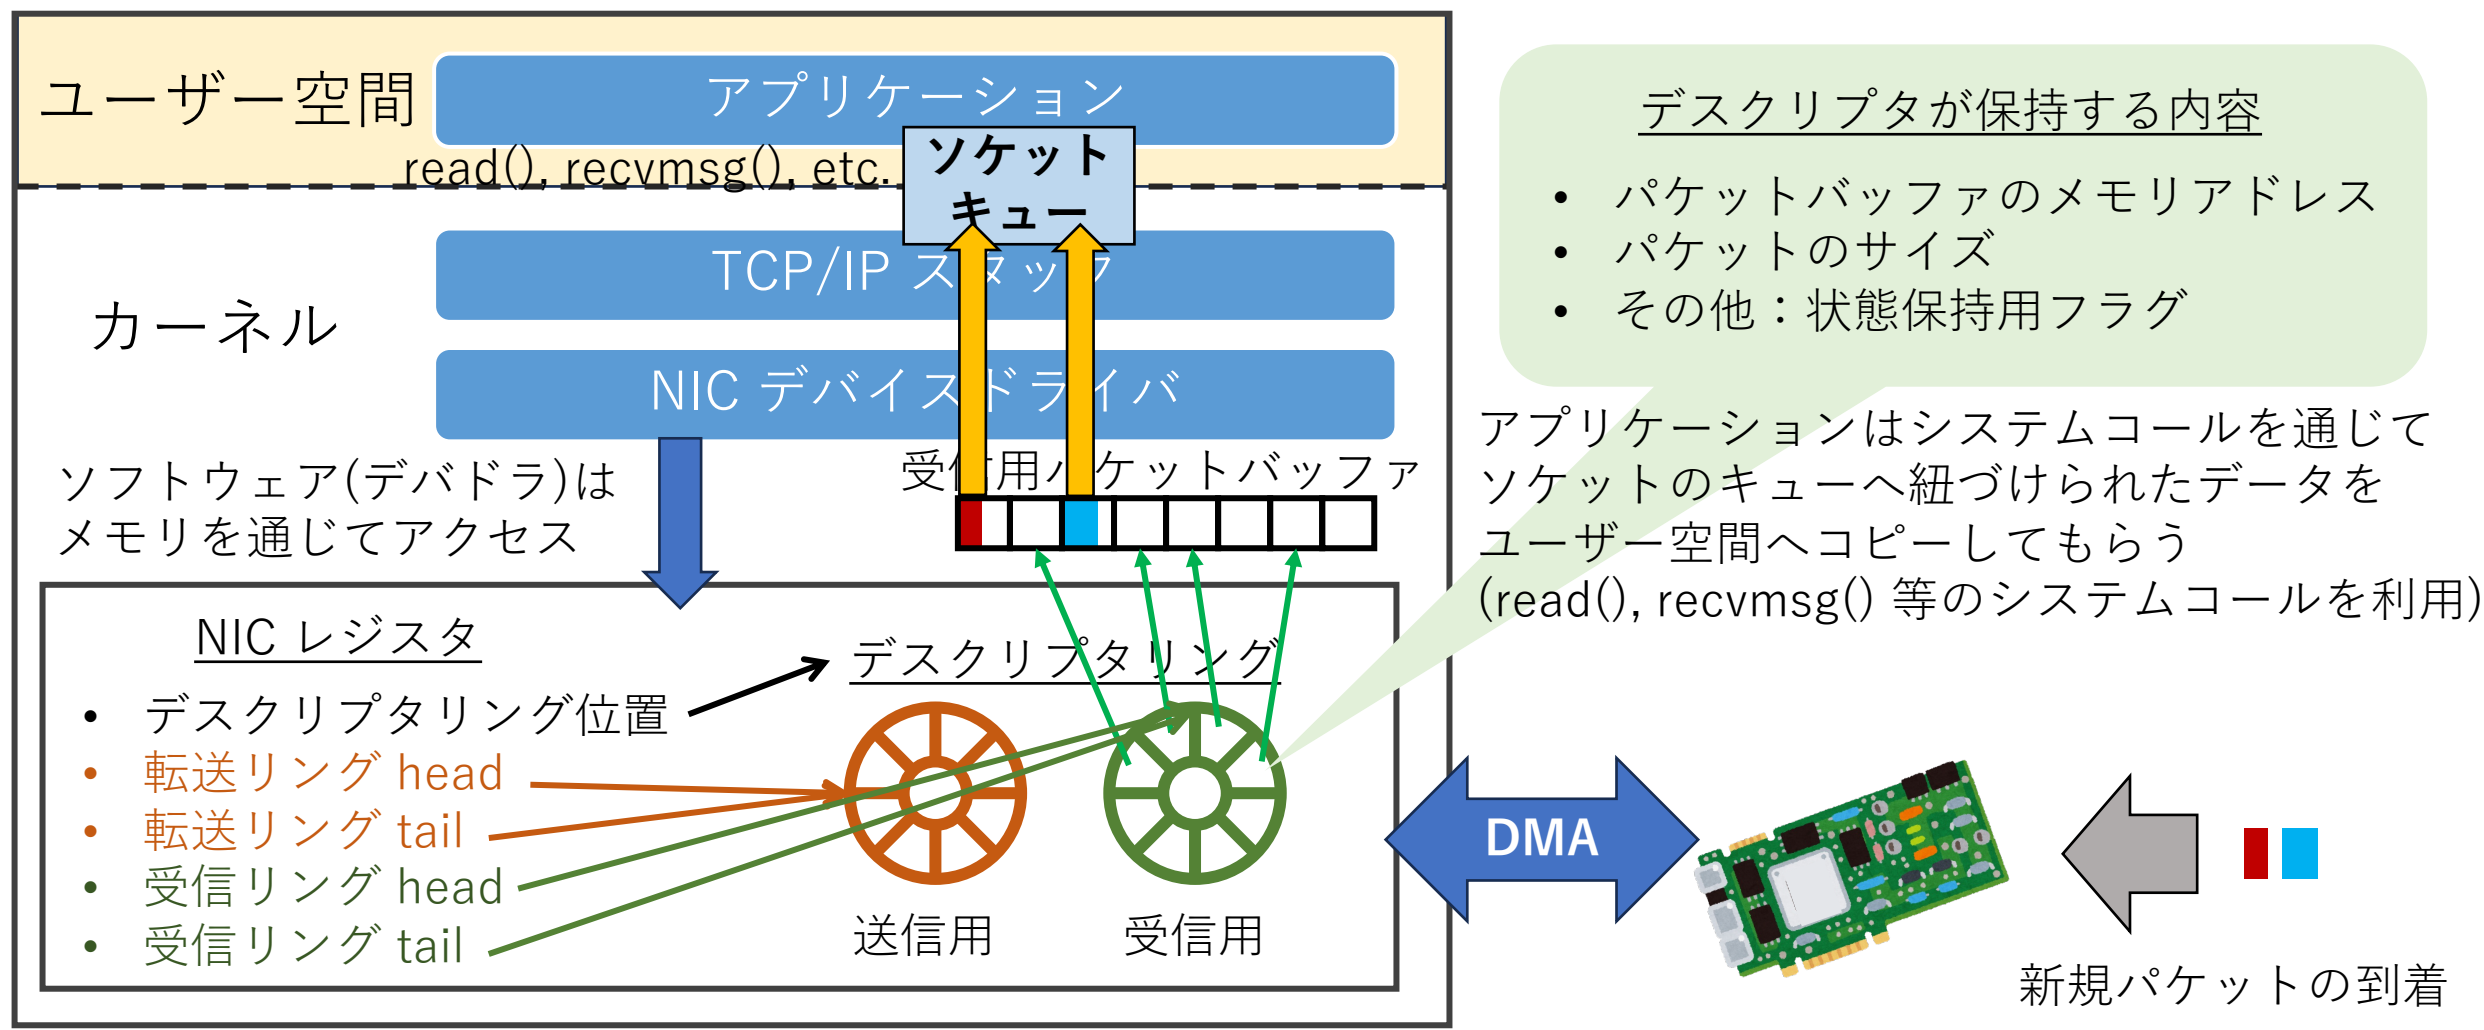 ユーザー空間
アプリケーション
read(), recvmsg(), etc.
ソケット
キュー
カーネル
TCP/IP スタック
NIC デバイスドライバ
ソフトウェア(デバドラ)は
メモリを通じてアクセス
受信用パケットバッファ
NIC レジスタ
• デスクリプタリング位置
• 転送リング head
• 転送リング tail
• 受信リング head
• 受信リング tail
デスクリプタリング
送信用
受信用
デスクリプタが保持する内容
• パケットバッファのメモリアドレス
• パケットのサイズ
• その他：状態保持用フラグ
アプリケーションはシステムコールを通じて
ソケットのキューへ紐づけられたデータを
ユーザー空間へコピーしてもらう
(read(), recvmsg() 等のシステムコールを利用)
DMA
新規パケットの到着